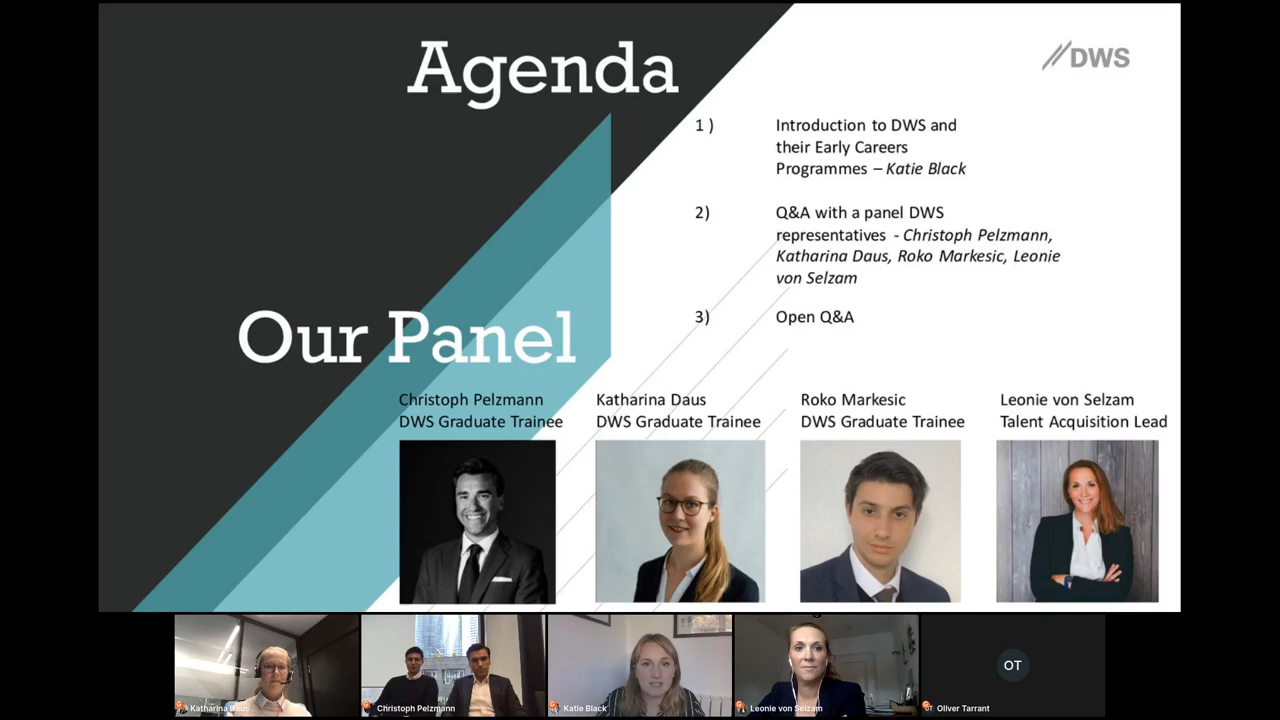 Agenda
DWS
1 )
Introduction to DWS and
their Early Careers
Programmes – Katie Black
2)
Q&A with a panel DWS
representatives - Christoph Pelzmann,
Katharina Daus, Roko Markesic, Leonie
von Selzam
3)
Open Q&A
Our Panel
Christoph Pelzmann
DWS Graduate Trainee
Katharina Daus
DWS Graduate Trainee
Roko Markesic
DWS Graduate Trainee
Leonie von Selzam
Talent Acquisition Lead
Katharina Daus
Christoph Pelzmann
Katie Black
Leonie von Selzam
OT
Oliver Tarrant